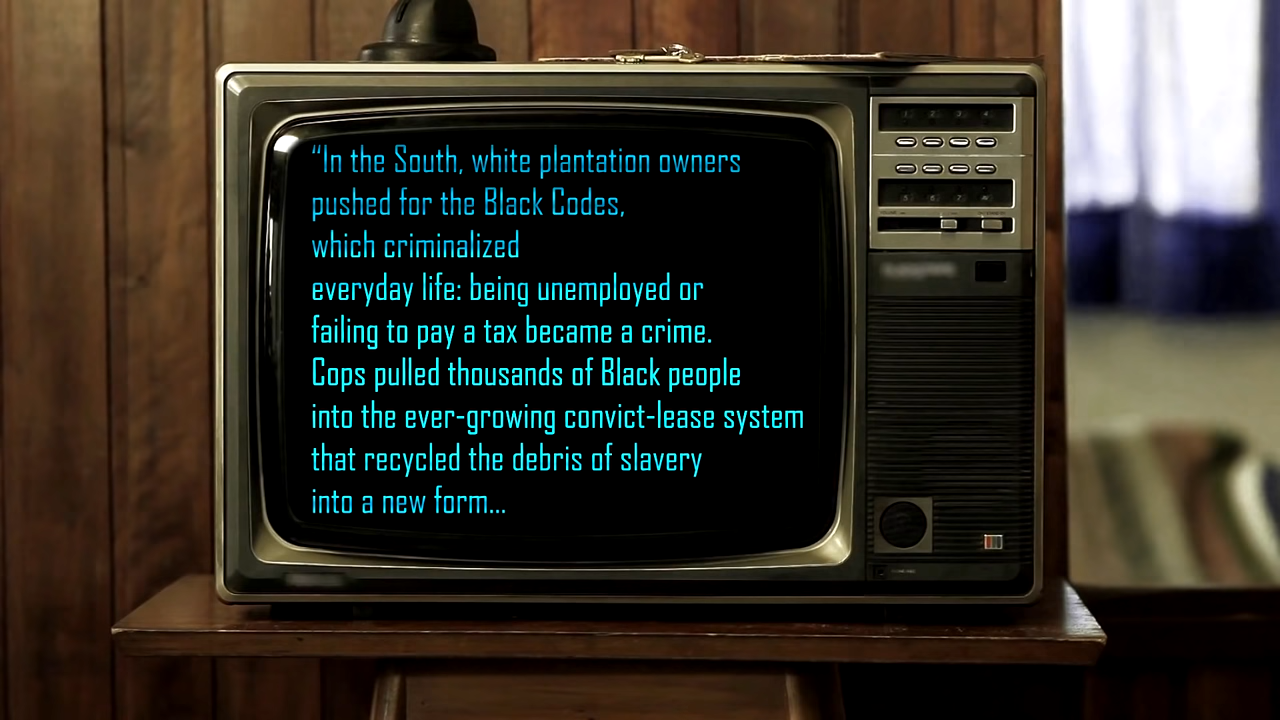 “In the South, white plantation owners
pushed for the Black Codes,
which criminalized
everyday life: being unemployed or
failing to pay a tax became a crime.
Cops pulled thousands of Black people
into the ever-growing convict-lease system
that recycled the debris of slavery
into a new form...